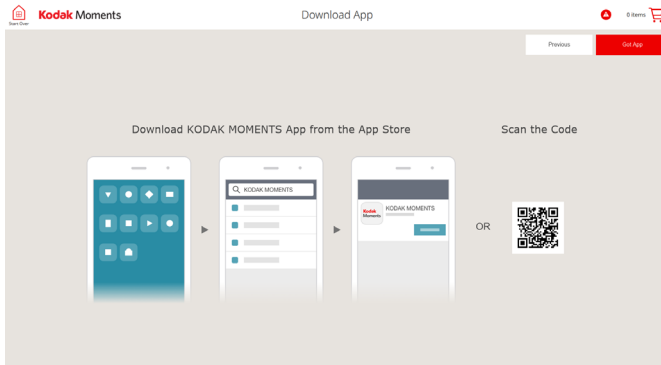 Start Over
Kodak Moments
Download App
0 items
Previous
Got App
Download KODAK MOMENTS App from the App Store
Scan the Code
KODAK MOMENTS
Kodak
Moments
KODAK MOMENTS
OR